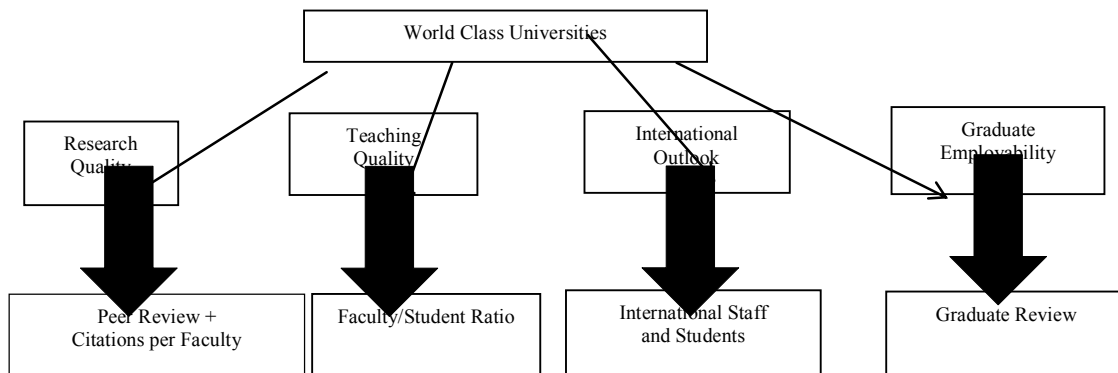 World Class Universities
Research
Quality
Teaching
Quality
International
Outlook
Graduate
Employability
Peer Review +
Citations per Faculty
Faculty/Student Ratio
International Staff
and Students
Graduate Review